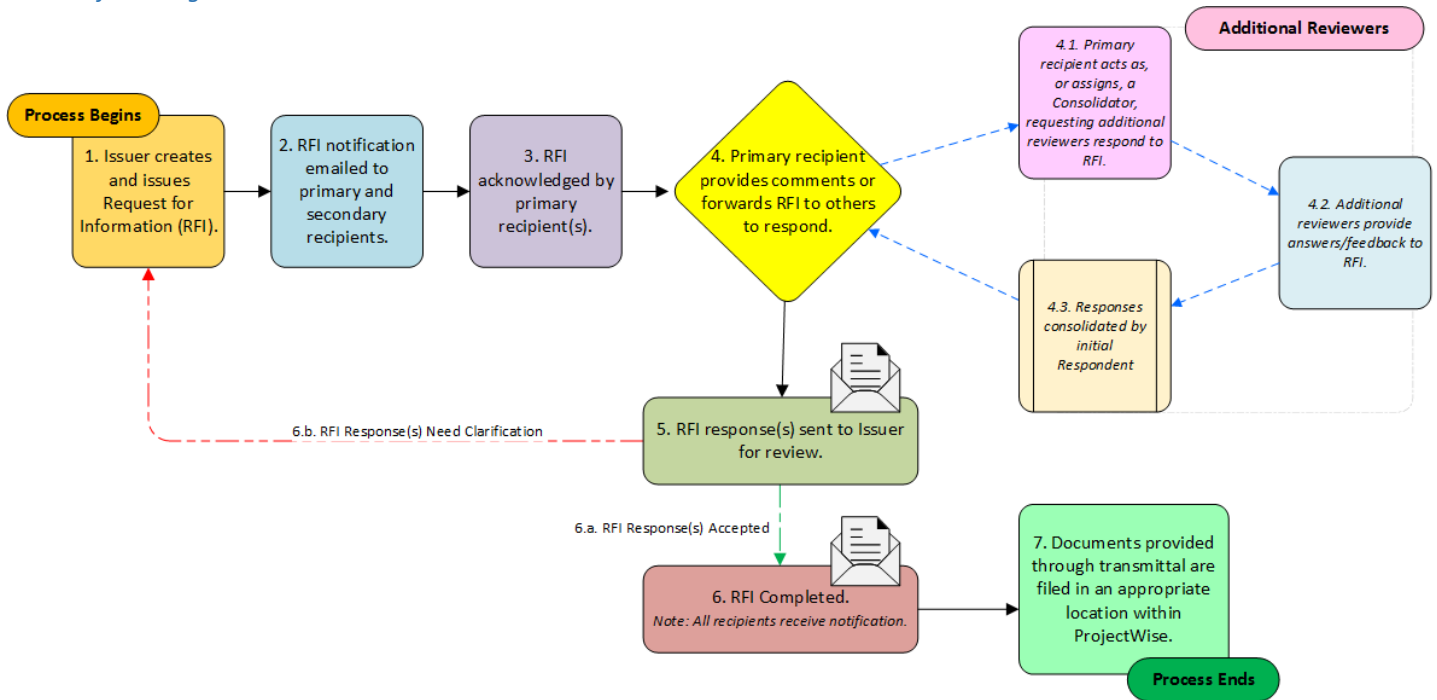 Process Begins
1. Issuer creates
and issues
Request for
Information (RFI).
2. RFI notification
emailed to
primary and
secondary
recipients.
3. RFI
acknowledged by
primary
recipient(s).
4. Primary recipient
provides comments or
forwards RFI to others
to respond.
Additional Reviewers
4.1. Primary
recipient acts as,
or assigns, a
Consolidator,
requesting additional
reviewers respond to
RFI.
4.2. Additional
reviewers provide
answers/feedback to
RFI.
4.3. Responses
consolidated by
initial
Respondent
6.b. RFI Response(s) Need Clarification
5. RFI response(s) sent to Issuer
for review.
6.a. RFI Response(s) Accepted
6. RFI Completed.
Note: All recipients receive notification.
7. Documents provided
through transmittal are
filed in an appropriate
location within
ProjectWise.
Process Ends